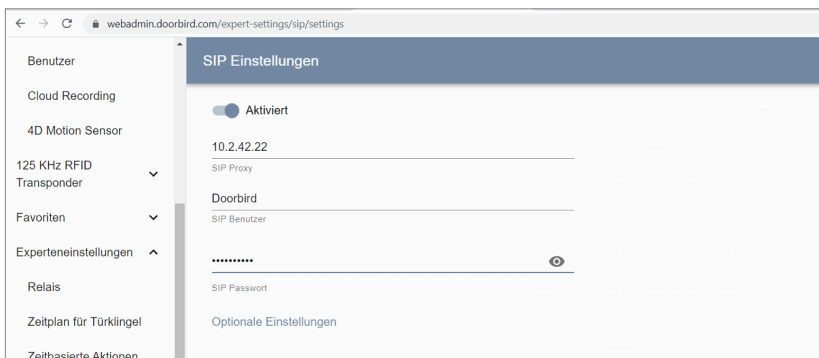 webadmin.doorbird.com/expert-settings/sip/settings
Benutzer
Cloud Recording
4D Motion Sensor
125 KHz RFID
Transponder
Favoriten
Experteneinstellungen
Relais
Zeitplan für Türklingel
Zeitbasierte Aktionen
SIP Einstellungen
Aktiviert
10.2.42.22
SIP Proxy
Doorbird
SIP Benutzer
••••••••••
SIP Passwort
Optionale Einstellungen